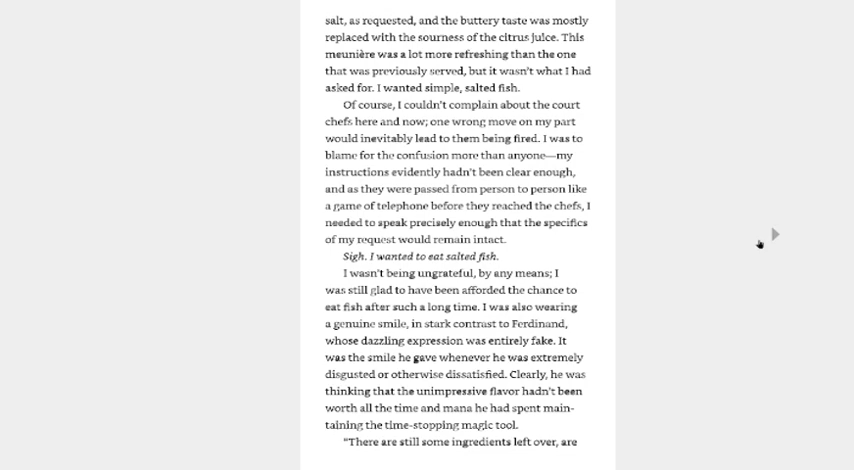 salt, as requested, and the buttery taste was mostly
replaced with the sourness of the citrus juice. This
meunière was a lot more refreshing than the one
that was previously served, but it wasn't what I had
asked for. I wanted simple, salted fish.
Of course, I couldn't complain about the court
chefs here and now; one wrong move on my part
would inevitably lead to them being fired. I was to
blame for the confusion more than anyone—my
instructions evidently hadn't been clear enough,
and as they were passed from person to person like
a game of telephone before they reached the chefs, I
needed to speak precisely enough that the specifics
of my request would remain intact.
Sigh. I wanted to eat salted fish.
I wasn't being ungrateful, by any means; I
was still glad to have been afforded the chance to
eat fish after such a long time. I was also wearing
a genuine smile, in stark contrast to Ferdinand,
whose dazzling expression was entirely fake. It
was the smile he gave whenever he was extremely
disgusted or otherwise dissatisfied. Clearly, he was
thinking that the unimpressive flavor hadn't been
worth all the time and mana he had spent main-
taining the time-stopping magic tool.
"There are still some ingredients left over, are